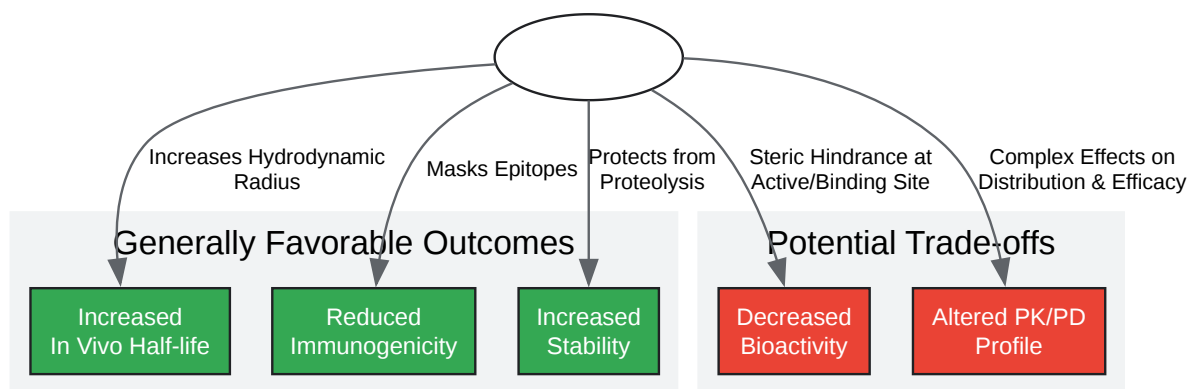 Increases Hydrodynamic
Radius
Masks Epitopes
Protects from
Proteolysis
Steric Hindrance at
Active/Binding Site
Complex Effects on
Distribution & Efficacy
Generally Favorable Outcomes
Potential Trade-offs
Increased
In Vivo Half-life
Reduced
Immunogenicity
Increased
Stability
Decreased
Bioactivity
Altered PK/PD
Profile